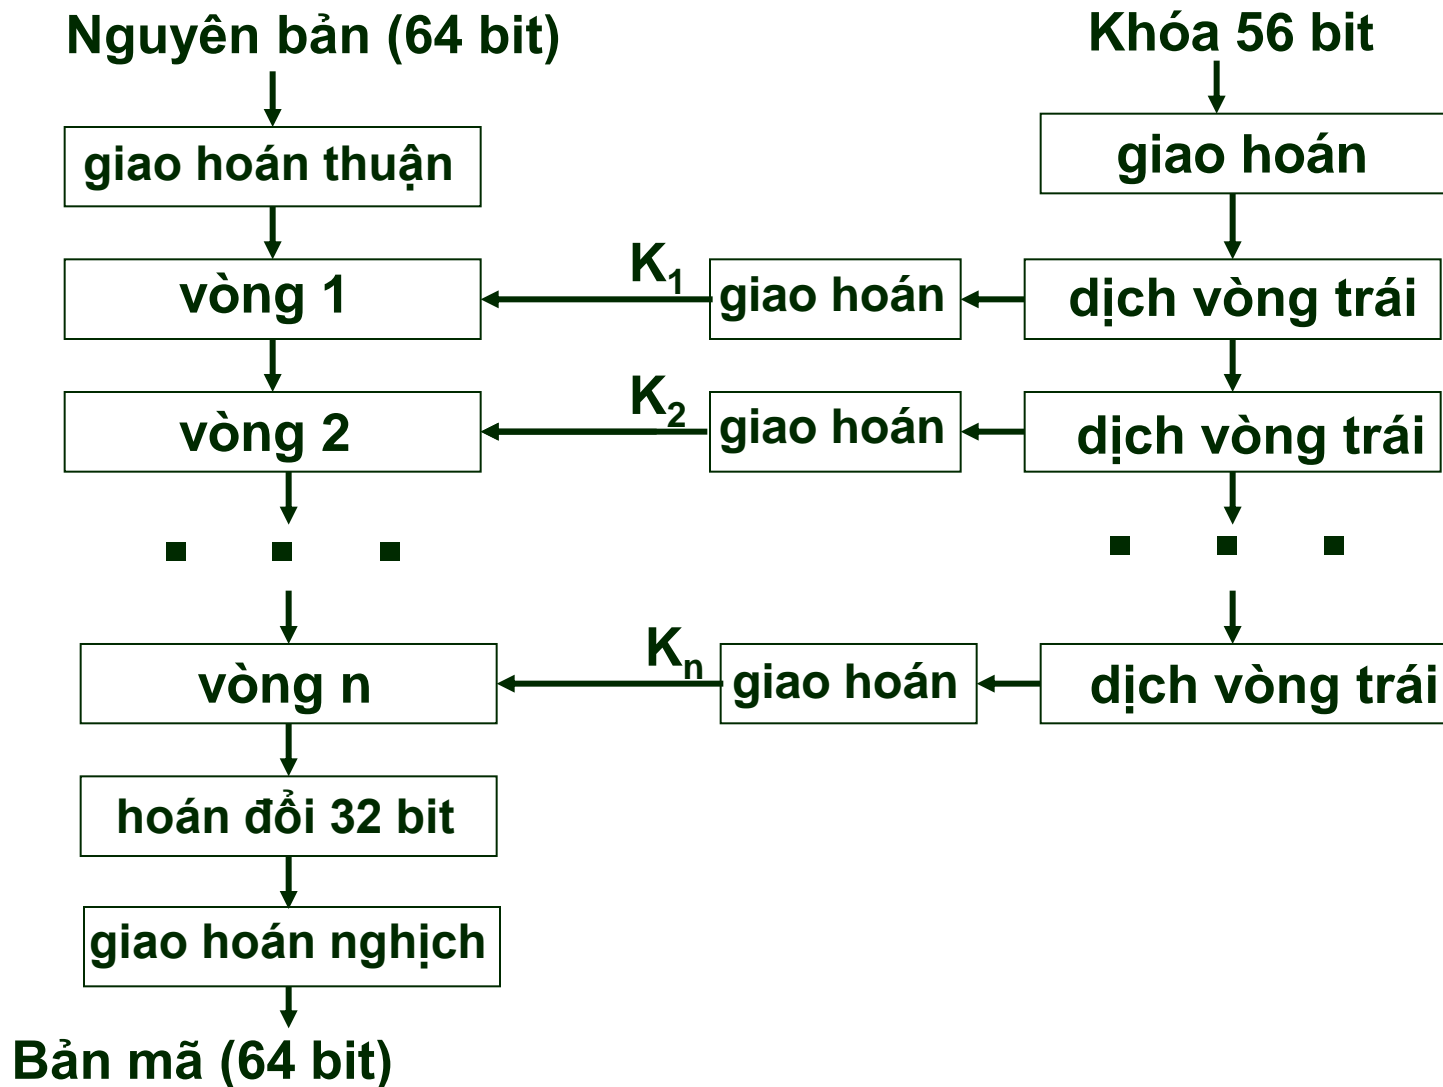 Nguyên bản (64 bit)
Khóa 56 bit
giao hoán thuận
giao hoán
vòng 1
K1
giao hoán
dịch vòng trái
vòng 2
K2
giao hoán
dịch vòng trái
vòng n
Kn
giao hoán
dịch vòng trái
hoán đổi 32 bit
giao hoán nghịch
Bản mã (64 bit)